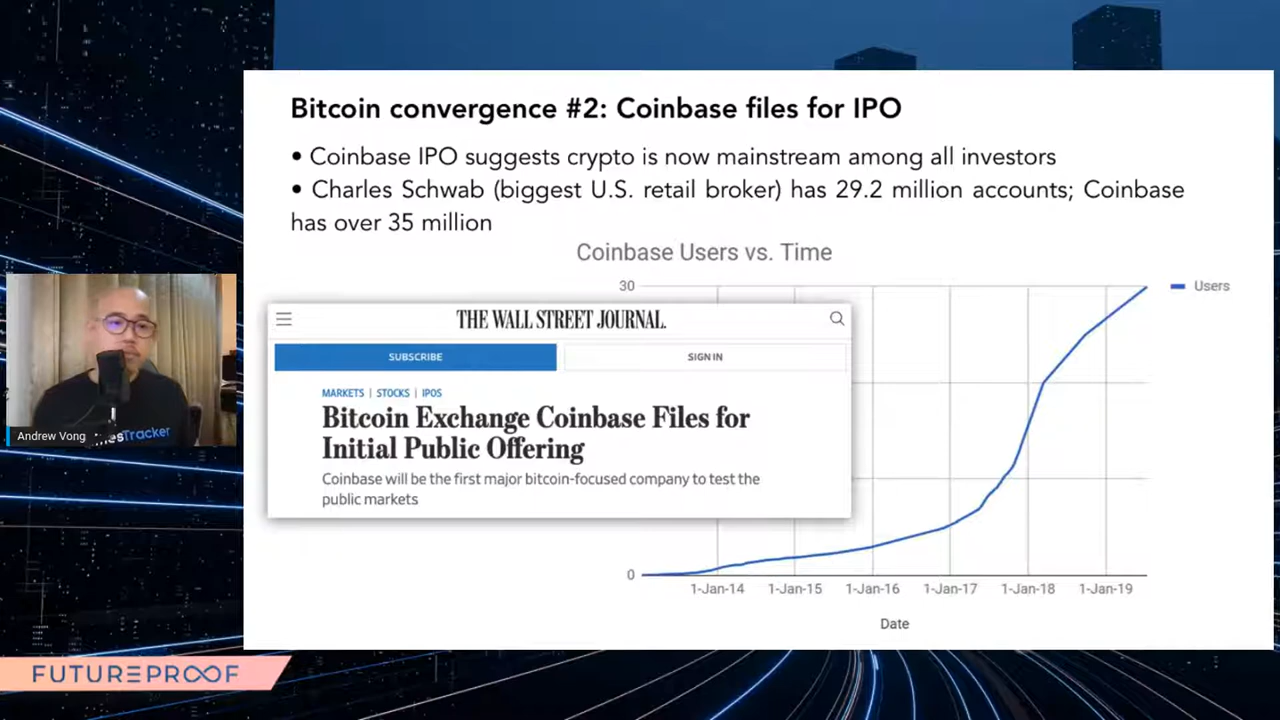 Bitcoin convergence #2: Coinbase files for IPO
• Coinbase IPO suggests crypto is now mainstream among all investors
• Charles Schwab (biggest U.S. retail broker) has 29.2 million accounts; Coinbase
has over 35 million
Coinbase Users vs. Time
30
Users
THE WALL STREET JOURNAL.
SUBSCRIBE
SIGN IN
MARKETS | STOCKS | IPOS
Bitcoin Exchange Coinbase Files for
Initial Public Offering
Coinbase will be the first major bitcoin-focused company to test the
public markets
0
1-Jan-14 1-Jan-15 1-Jan-16 1-Jan-17 1-Jan-18 1-Jan-19
Date
Andrew Vong
Tracker
FUTUREPROOF